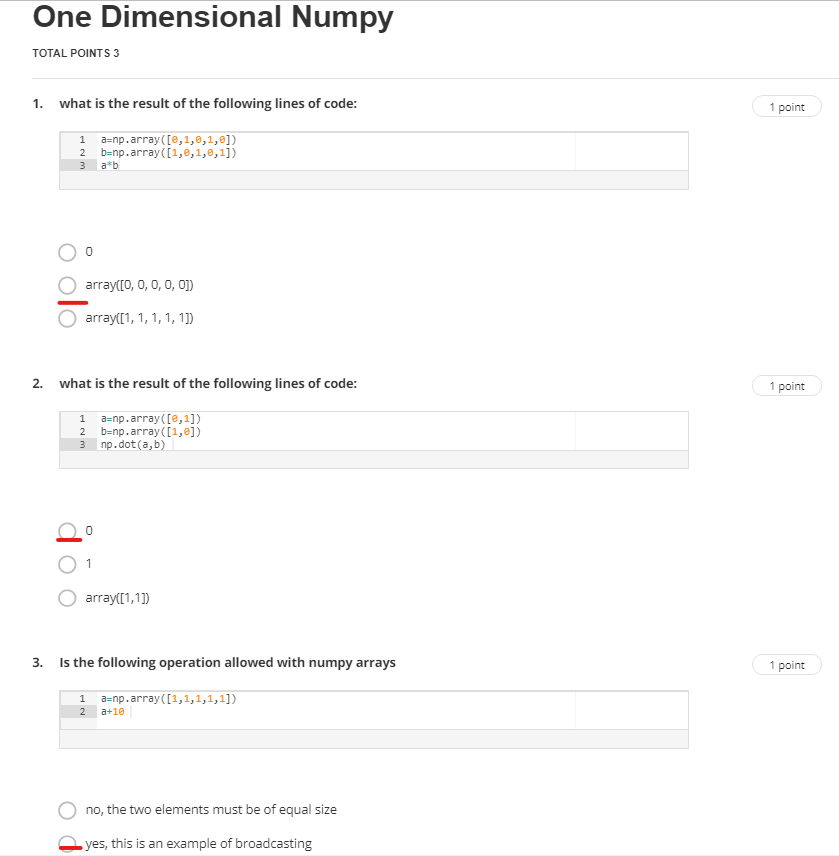 One Dimensional Numpy
TOTAL POINTS 3
1. what is the result of the following lines of code:
1 point
1 a=np.array([0,1,0,1,0])
2 b=np.array([1,0,1,0,1])
3 a*b
0
array([0, 0, 0, 0, 0])
array([1, 1, 1, 1, 1])
2. what is the result of the following lines of code:
1 point
1 a=np.array([0,1])
2 b=np.array([1,0])
3 np.dot(a,b)
0
1
array([1,1])
3. Is the following operation allowed with numpy arrays
1 point
1 a=np.array([1,1,1,1,1])
2 a+10
no, the two elements must be of equal size
yes, this is an example of broadcasting